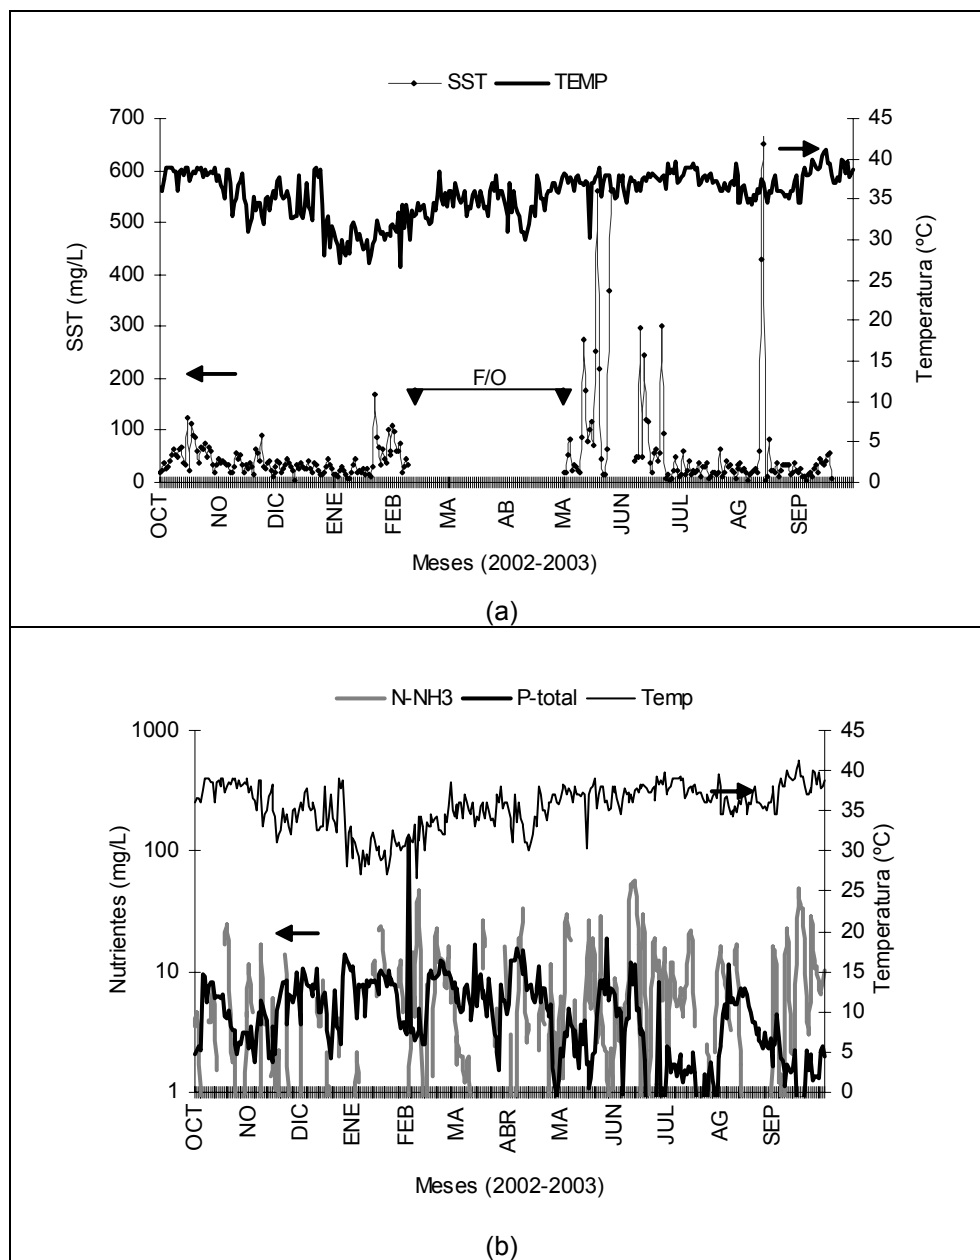 SST TEMP
700 45
600 40
500 35
400 30
300 25
200 20
100 15
0 10
5
0
SST (mg/L)
Temperatura (ºC)
F/O
OCT NO DIC ENE FEB MA AB MA JUN JUL AG SEP
Meses (2002-2003)
(a)
N-NH3 P-total Temp
1000 45
100 40
10 35
1 30
25
20
15
10
5
0
Nutrientes (mg/L)
Temperatura (ºC)
OCT NO DIC ENE FEB MA ABR MA JUN JUL AG SEP
Meses (2002-2003)
(b)